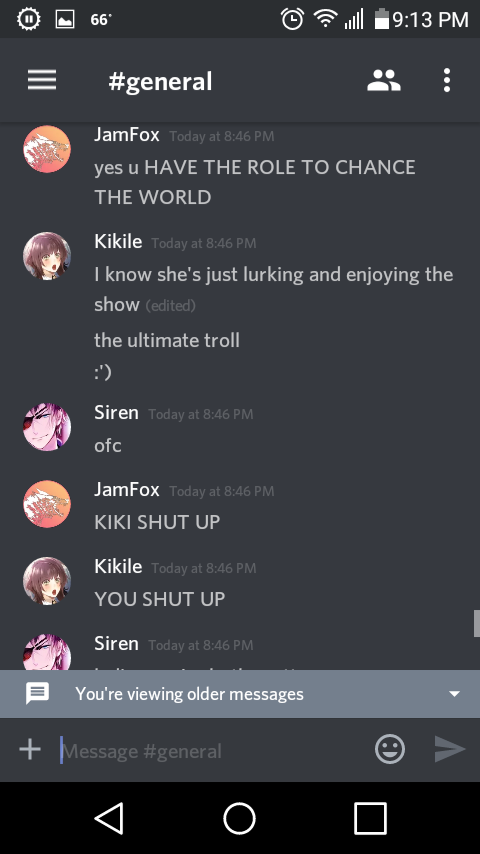 66°
9:13 PM
#general
JamFox Today at 8:46 PM
yes u HAVE THE ROLE TO CHANCE
THE WORLD
Kikile Today at 8:46 PM
I know she's just lurking and enjoying the
show (edited)
the ultimate troll
:')
Siren Today at 8:46 PM
ofc
JamFox Today at 8:46 PM
KIKI SHUT UP
Kikile Today at 8:46 PM
YOU SHUT UP
Siren Today at 8:46 PM
You're viewing older messages
Message #general